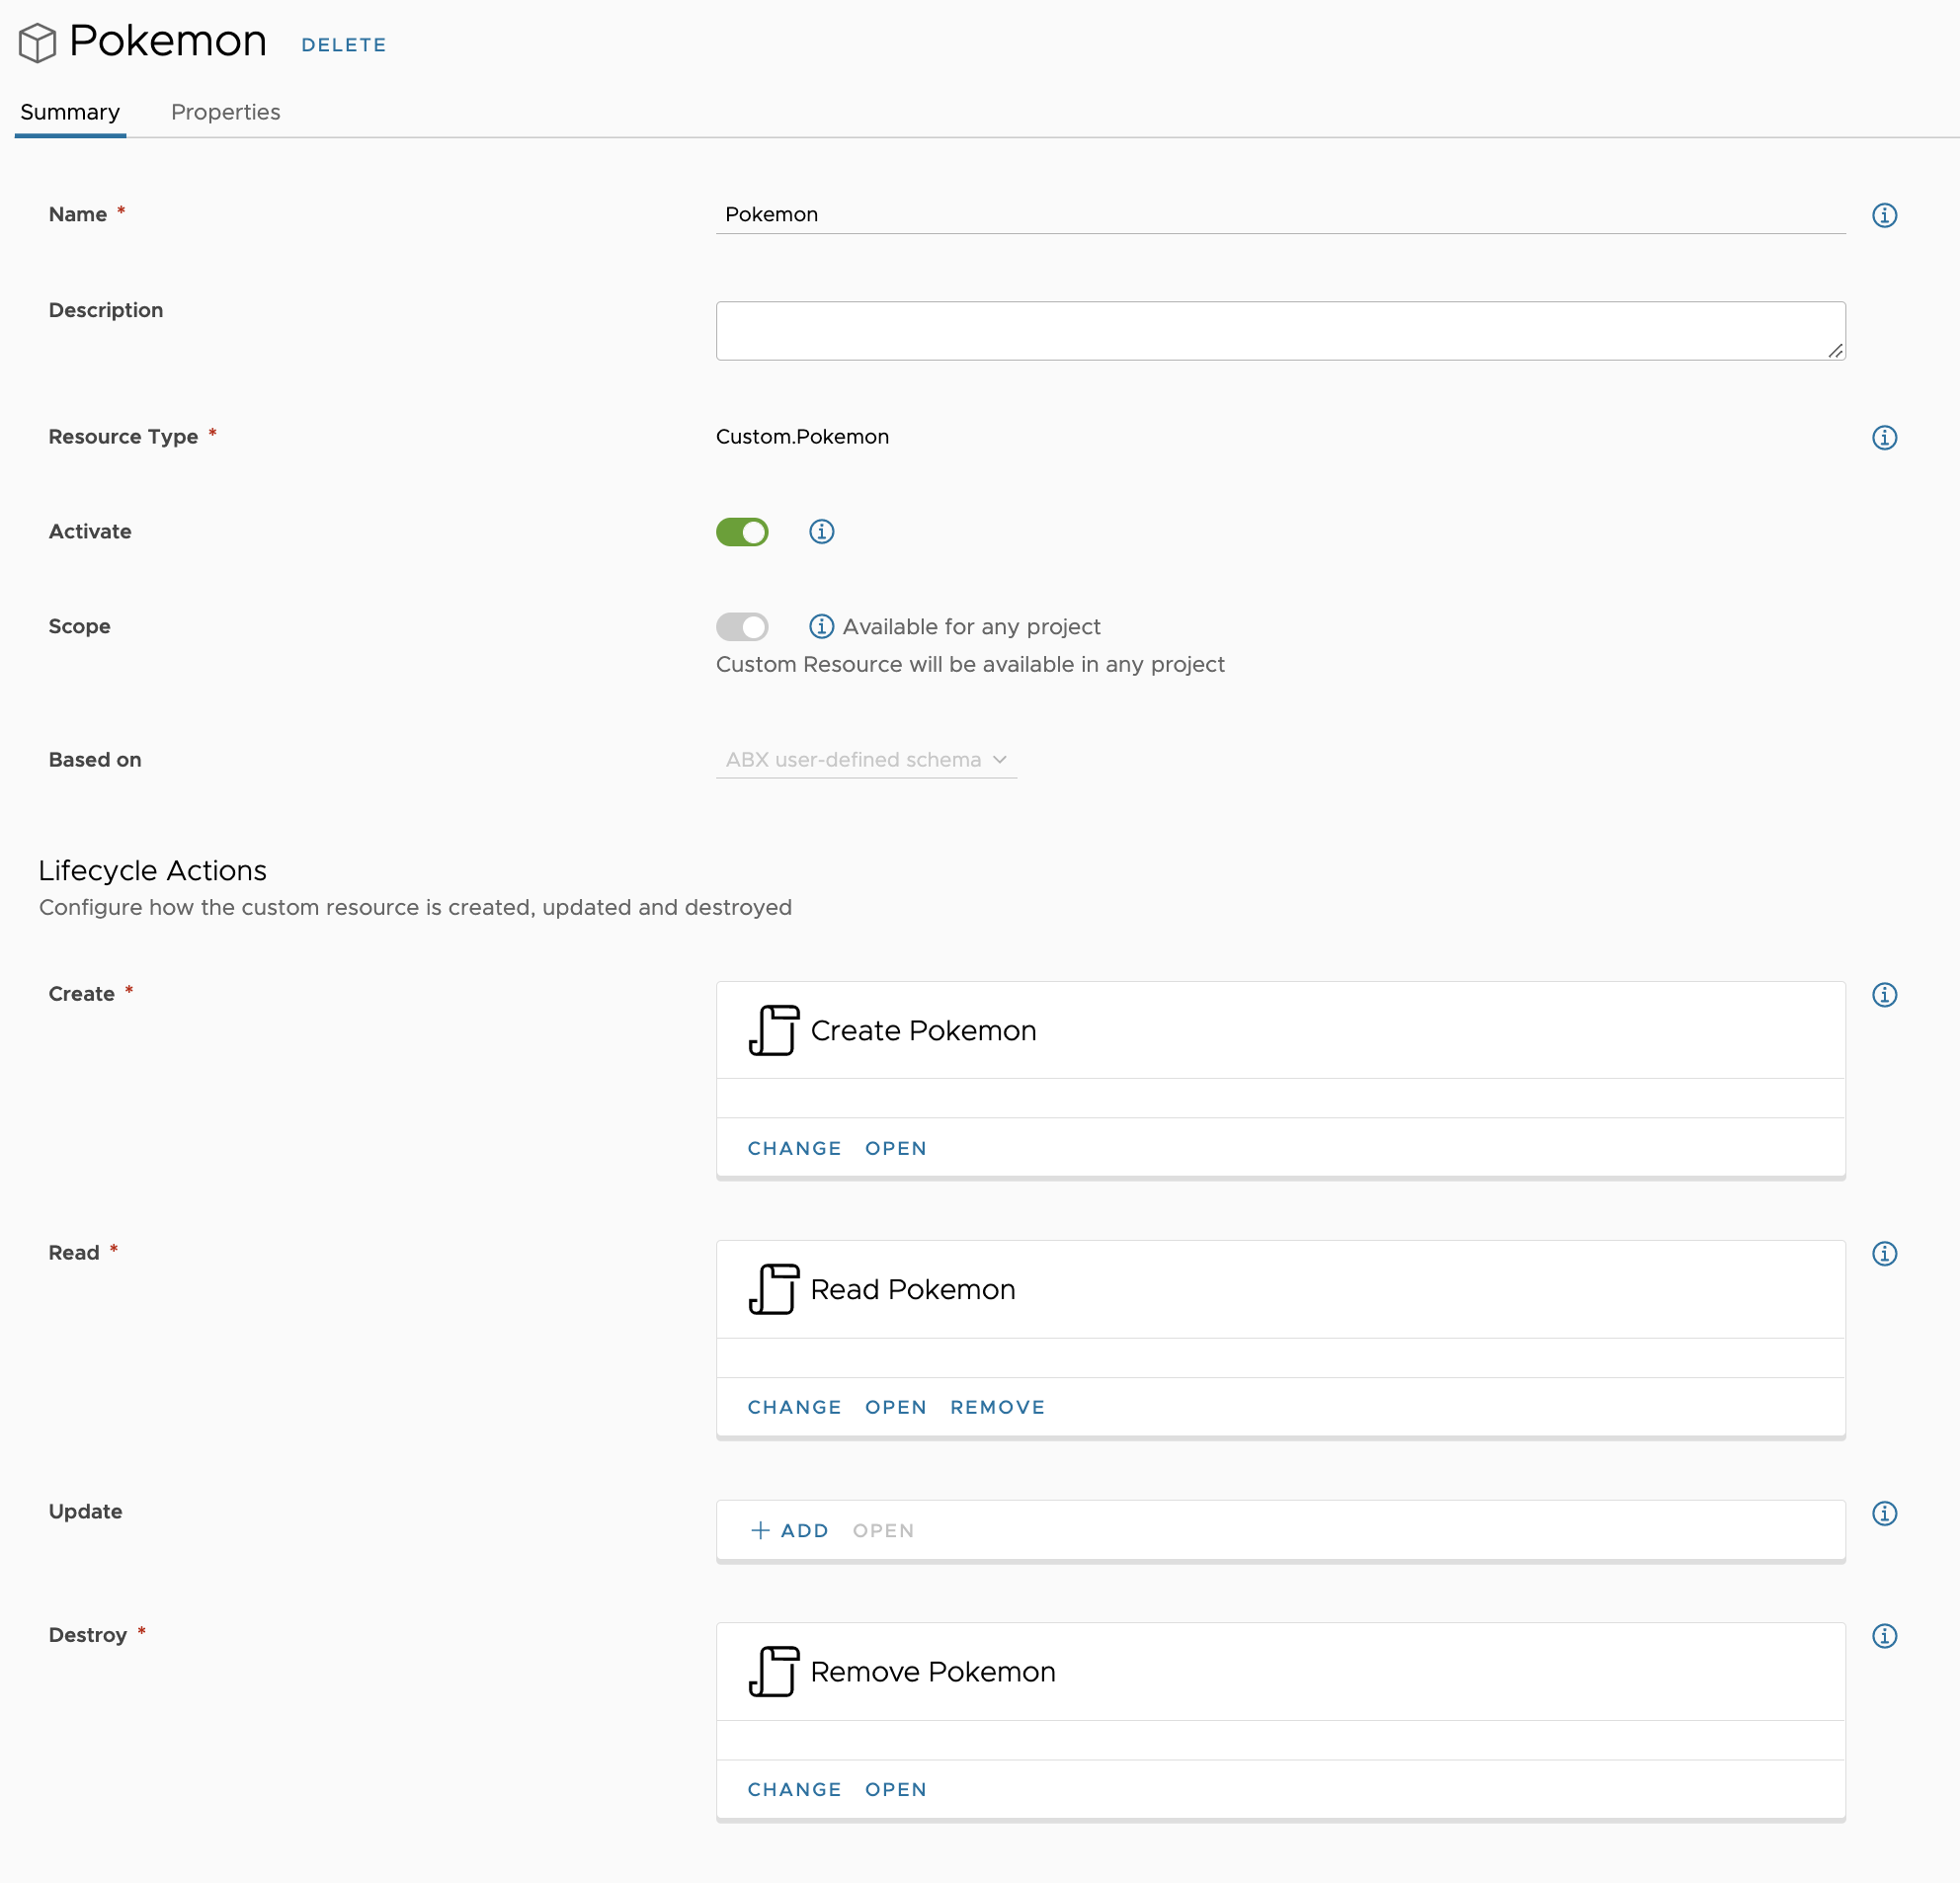 Pokemon DELETE
Summary Properties
Name * Pokemon
Description
Resource Type * Custom.Pokemon
Activate
Scope Available for any project
Custom Resource will be available in any project
Based on ABX user-defined schema
Lifecycle Actions
Configure how the custom resource is created, updated and destroyed
Create * Create Pokemon
CHANGE OPEN
Read * Read Pokemon
CHANGE OPEN REMOVE
Update + ADD OPEN
Destroy * Remove Pokemon
CHANGE OPEN